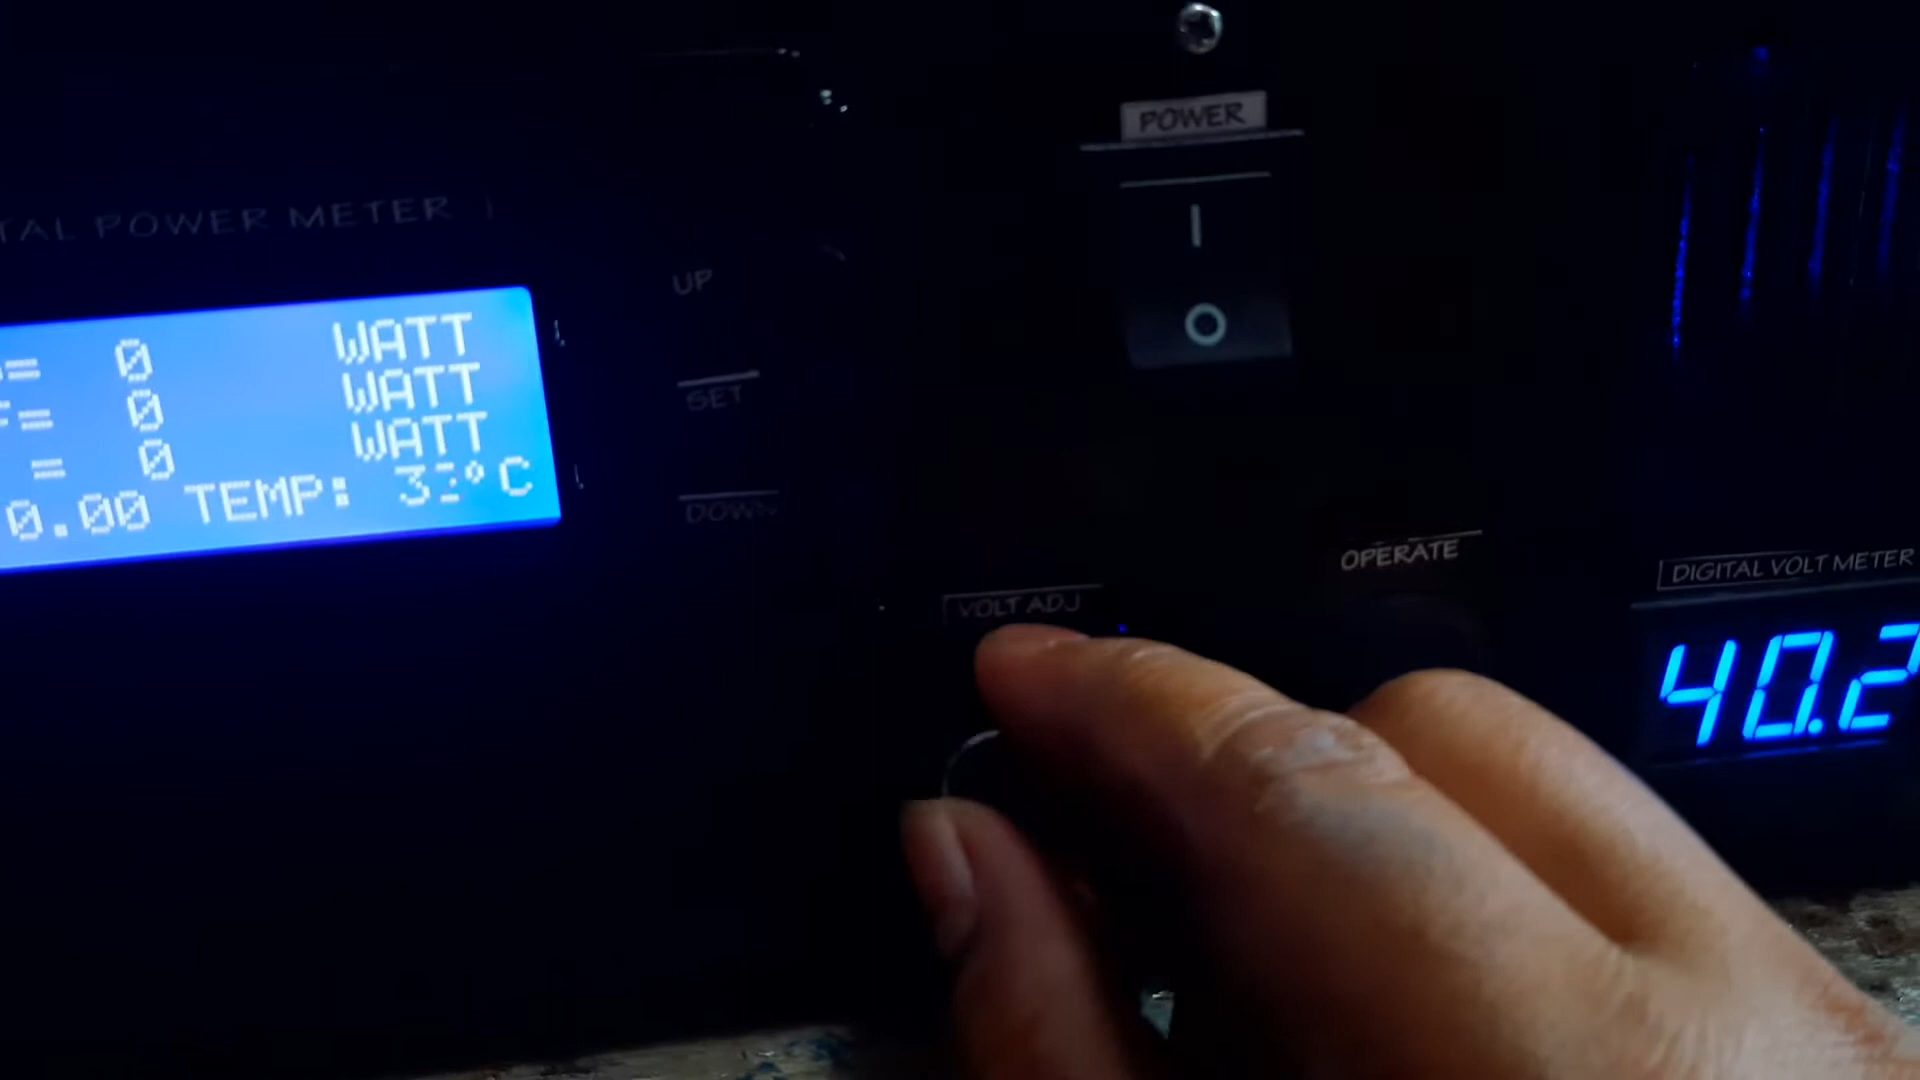 TAL POWER METER
= 0 WATT
= 0 WATT
= 0 WATT
0.00 TEMP: °C
UP
SET
DOWN
POWER
I
O
VOLT ADJ
OPERATE
DIGITAL VOLT METER
40.2